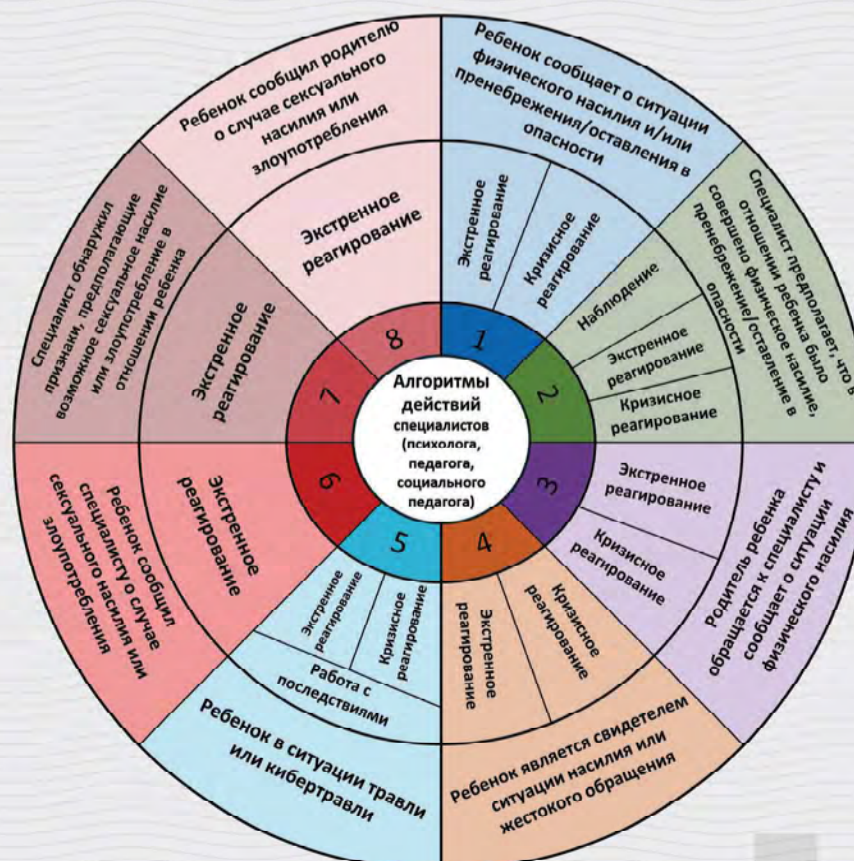 Алгоритмы
действий
специалистов
(психолога,
педагога,
социального
педагога)
1
Ребенок сообщает о ситуации
физического насилия и/или
пренебрежения/оставления в
опасности
Экстренное
реагирование
Кризисное
реагирование
2
Специалист предполагает, что в
отношении ребенка было
совершено физическое насилие,
пренебрежение/оставление в
опасности
Наблюдение
Экстренное
реагирование
Кризисное
реагирование
3
Родитель ребенка
обращается к специалисту и
сообщает о ситуации
физического насилия
Экстренное
реагирование
Кризисное
реагирование
4
Ребенок является свидетелем
ситуации насилия или
жестокого обращения
Экстренное
реагирование
Кризисное
реагирование
5
Ребенок в ситуации травли
или кибертравли
Экстренное
реагирование
Кризисное
реагирование
Работа с
последствиями
6
Ребенок сообщил
специалисту о случае
сексуального насилия или
злоупотребления
Экстренное
реагирование
7
Специалист обнаружил
признаки, предполагающие
возможное сексуальное насилие
или злоупотребление в
отношении ребенка
Экстренное
реагирование
8
Ребенок сообщил родителю
о случае сексуального
насилия или
злоупотребления
Экстренное
реагирование